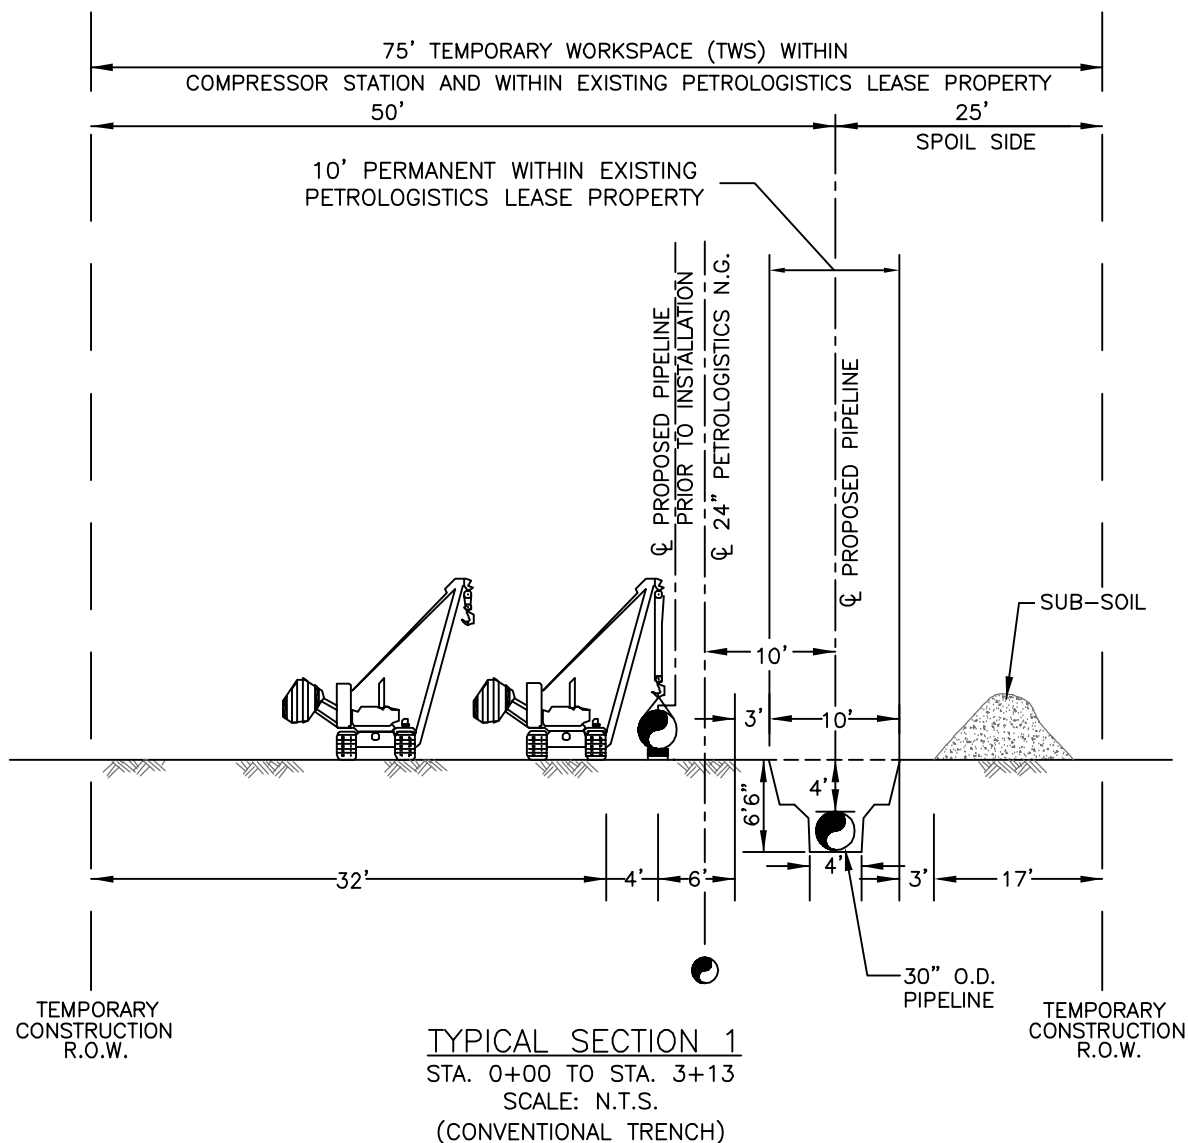 75' TEMPORARY WORKSPACE (TWS) WITHIN
COMPRESSOR STATION AND WITHIN EXISTING PETROLOGISTICS LEASE PROPERTY
50'
25'
SPOIL SIDE
10' PERMANENT WITHIN EXISTING
PETROLOGISTICS LEASE PROPERTY
℄ PROPOSED PIPELINE
PRIOR TO INSTALLATION
℄ 24" PETROLOGISTICS N.G.
℄ PROPOSED PIPELINE
SUB-SOIL
10'
3'
10'
4'
6'6"
32'
4'
6'
4'
3'
17'
30" O.D.
PIPELINE
TEMPORARY
CONSTRUCTION
R.O.W.
TEMPORARY
CONSTRUCTION
R.O.W.
TYPICAL SECTION 1
STA. 0+00 TO STA. 3+13
SCALE: N.T.S.
(CONVENTIONAL TRENCH)